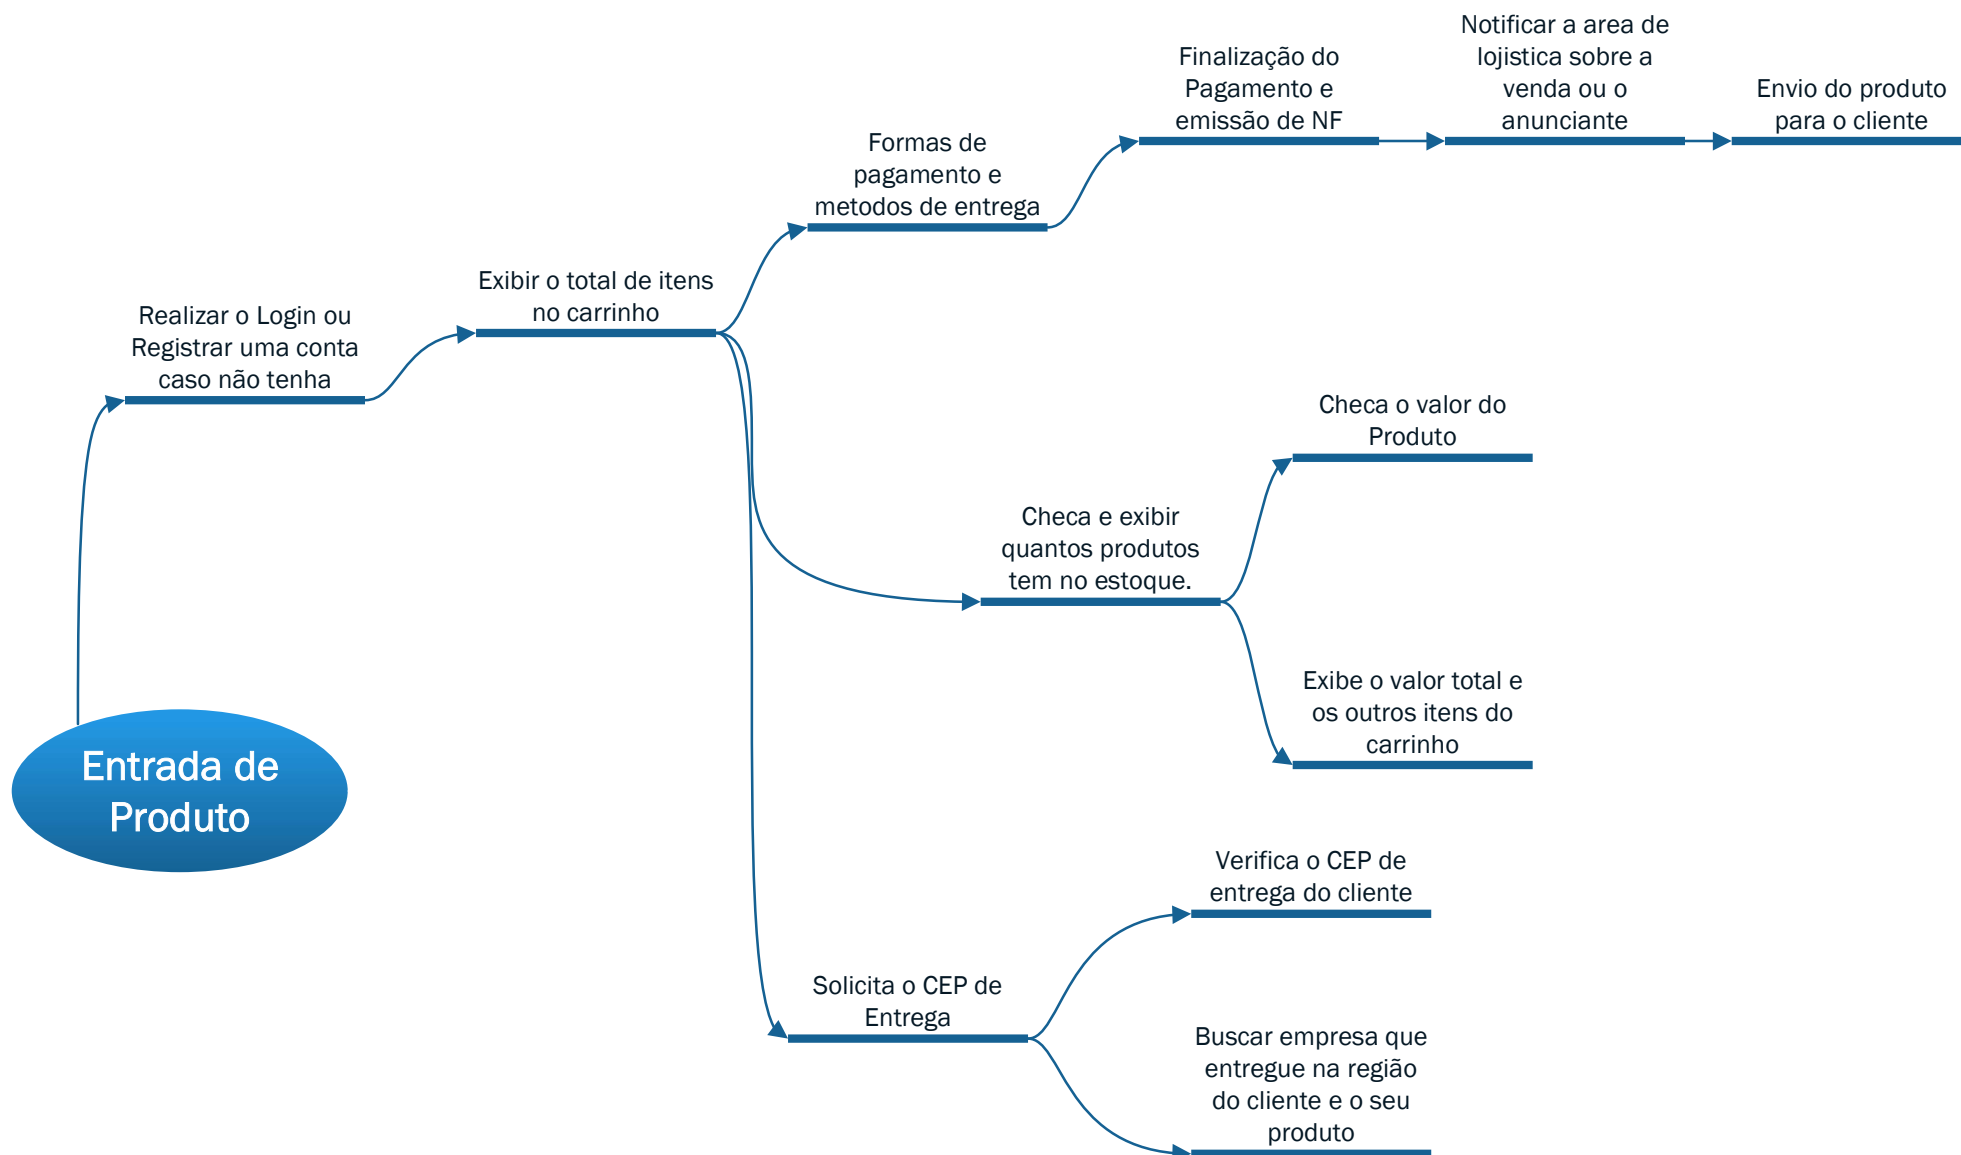 Notificar a area de
lojistica sobre a
venda ou o
anunciante
Finalização do
Pagamento e
emissão de NF
Envio do produto
para o cliente
Formas de
pagamento e
metodos de entrega
Exibir o total de itens
no carrinho
Realizar o Login ou
Registrar uma conta
caso não tenha
Checa o valor do
Produto
Checa e exibir
quantos produtos
tem no estoque.
Exibe o valor total e
os outros itens do
carrinho
Entrada de
Produto
Verifica o CEP de
entrega do cliente
Solicita o CEP de
Entrega
Buscar empresa que
entregue na região
do cliente e o seu
produto